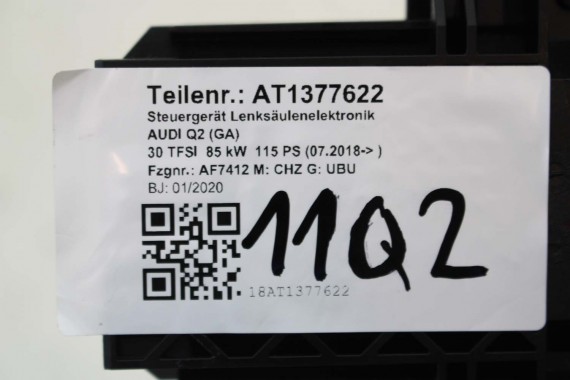 Teilenr.: AT1377622
Steuergerät Lenksäulenelektronik
AUDI Q2 (GA)
30 TFSI 85 kW 115 PS (07.2018-> )
Fzgnr.: AF7412 M: CHZ G: UBU
BJ: 01/2020
11Q2
18AT1377622